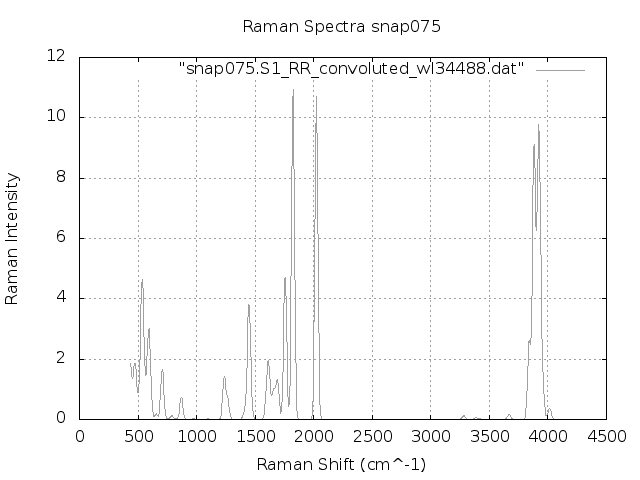 Raman Spectra snap075
12
"snap075.S1_RR_convoluted_wl34488.dat"
10
8
6
4
2
0
Raman Intensity
0 500 1000 1500 2000 2500 3000 3500 4000 4500
Raman Shift (cm^-1)